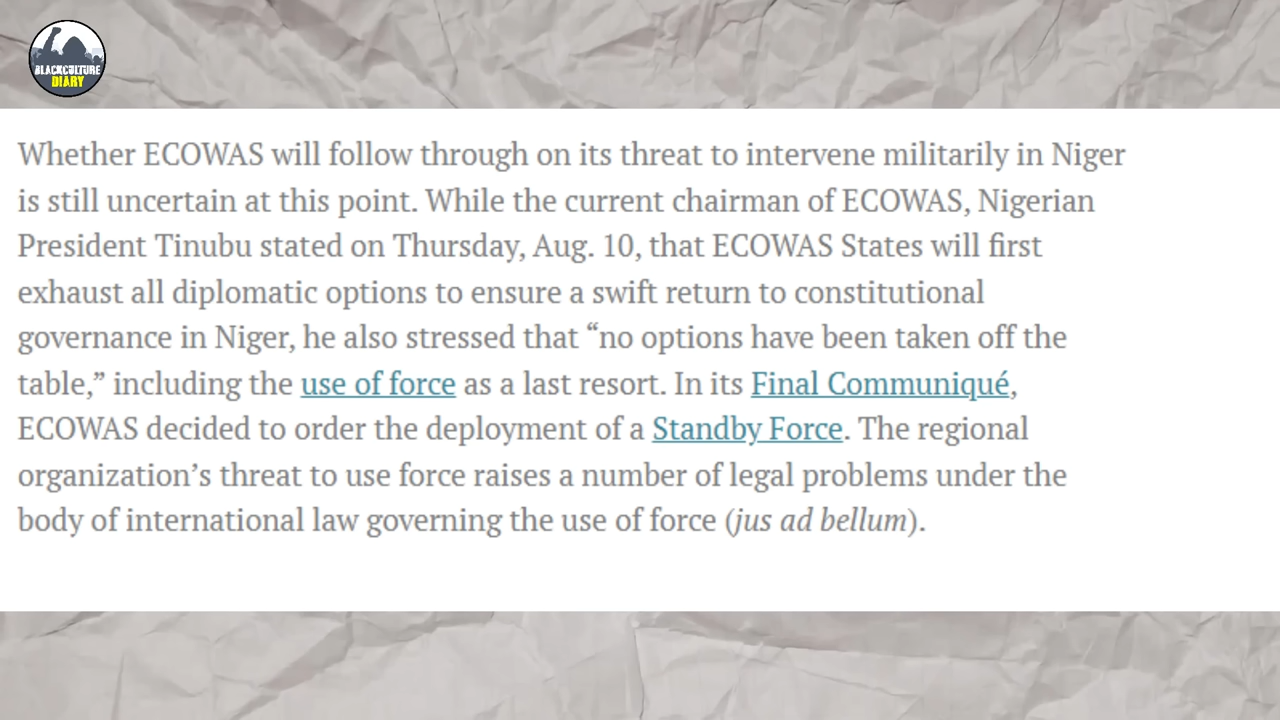 BLACKCULTURE
DIARY
Whether ECOWAS will follow through on its threat to intervene militarily in Niger
is still uncertain at this point. While the current chairman of ECOWAS, Nigerian
President Tinubu stated on Thursday, Aug. 10, that ECOWAS States will first
exhaust all diplomatic options to ensure a swift return to constitutional
governance in Niger, he also stressed that “no options have been taken off the
table,” including the use of force as a last resort. In its Final Communiqué,
ECOWAS decided to order the deployment of a Standby Force. The regional
organization’s threat to use force raises a number of legal problems under the
body of international law governing the use of force (jus ad bellum).